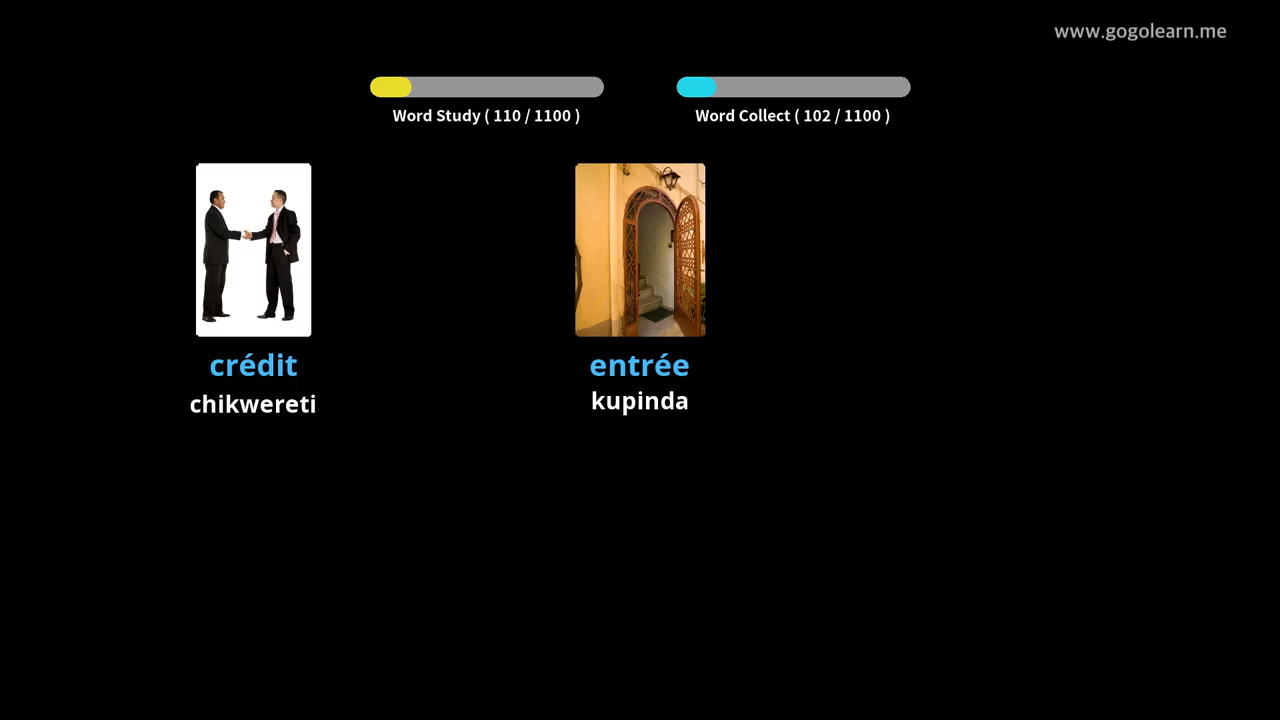 www.gogolearn.me
Word Study ( 110 / 1100 )
Word Collect ( 102 / 1100 )
crédit
chikwereti
entrée
kupinda